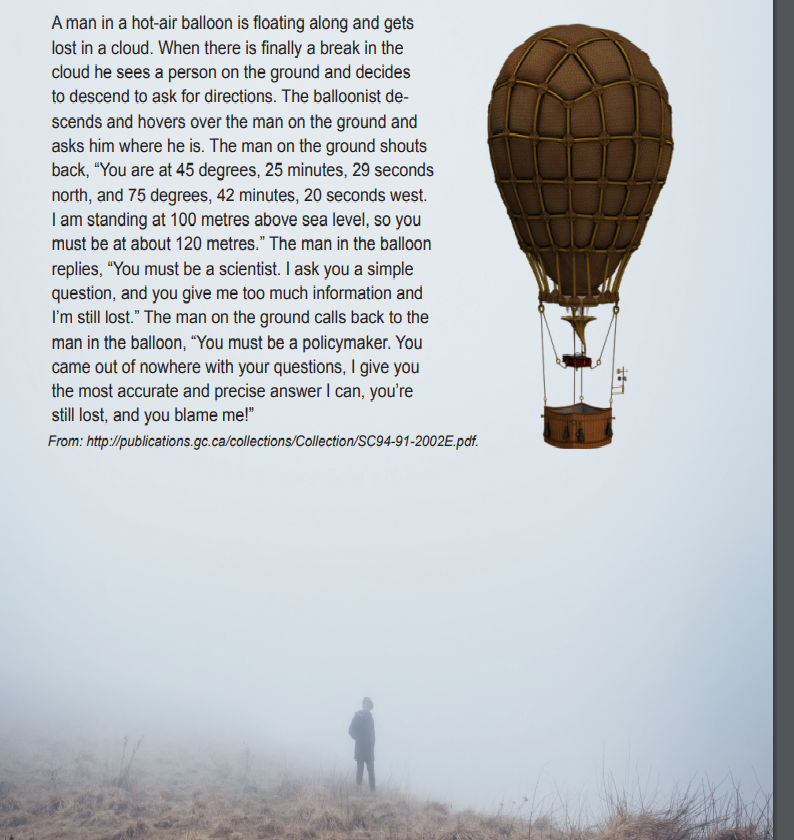 A man in a hot-air balloon is floating along and gets
lost in a cloud. When there is finally a break in the
cloud he sees a person on the ground and decides
to descend to ask for directions. The balloonist de-
scends and hovers over the man on the ground and
asks him where he is. The man on the ground shouts
back, “You are at 45 degrees, 25 minutes, 29 seconds
north, and 75 degrees, 42 minutes, 20 seconds west.
I am standing at 100 metres above sea level, so you
must be at about 120 metres.” The man in the balloon
replies, “You must be a scientist. I ask you a simple
question, and you give me too much information and
I’m still lost.” The man on the ground calls back to the
man in the balloon, “You must be a policymaker. You
came out of nowhere with your questions, I give you
the most accurate and precise answer I can, you’re
still lost, and you blame me!”
From: http://publications.gc.ca/collections/Collection/SC94-91-2002E.pdf.